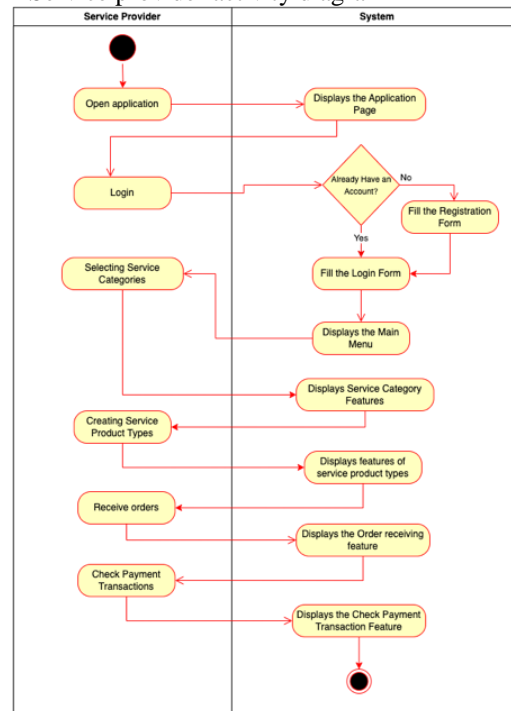 Service Provider
System
Open application
Displays the Application
Page
Login
Already Have an
Account?
No
Fill the Registration
Form
Yes
Selecting Service
Categories
Fill the Login Form
Displays the Main
Menu
Displays Service Category
Features
Creating Service
Product Types
Displays features of
service product types
Receive orders
Displays the Order receiving
feature
Check Payment
Transactions
Displays the Check Payment
Transaction Feature